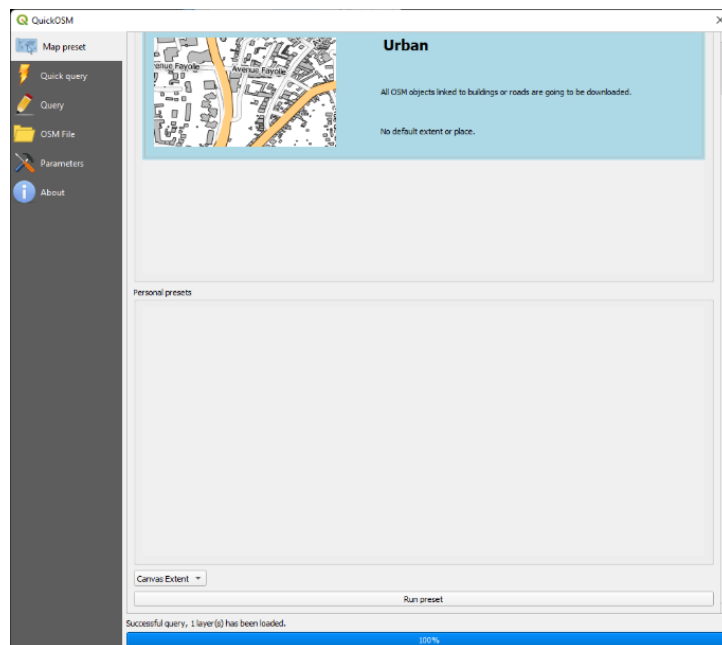 QuickOSM
Map preset
Quick query
Query
OSM File
Parameters
About
Avenue Fayolle
Urban
All OSM objects linked to buildings or roads are going to be downloaded.
No default extent or place.
Personal presets
Canvas Extent
Run preset
Successful query, 1 layer(s) has been loaded.
100%